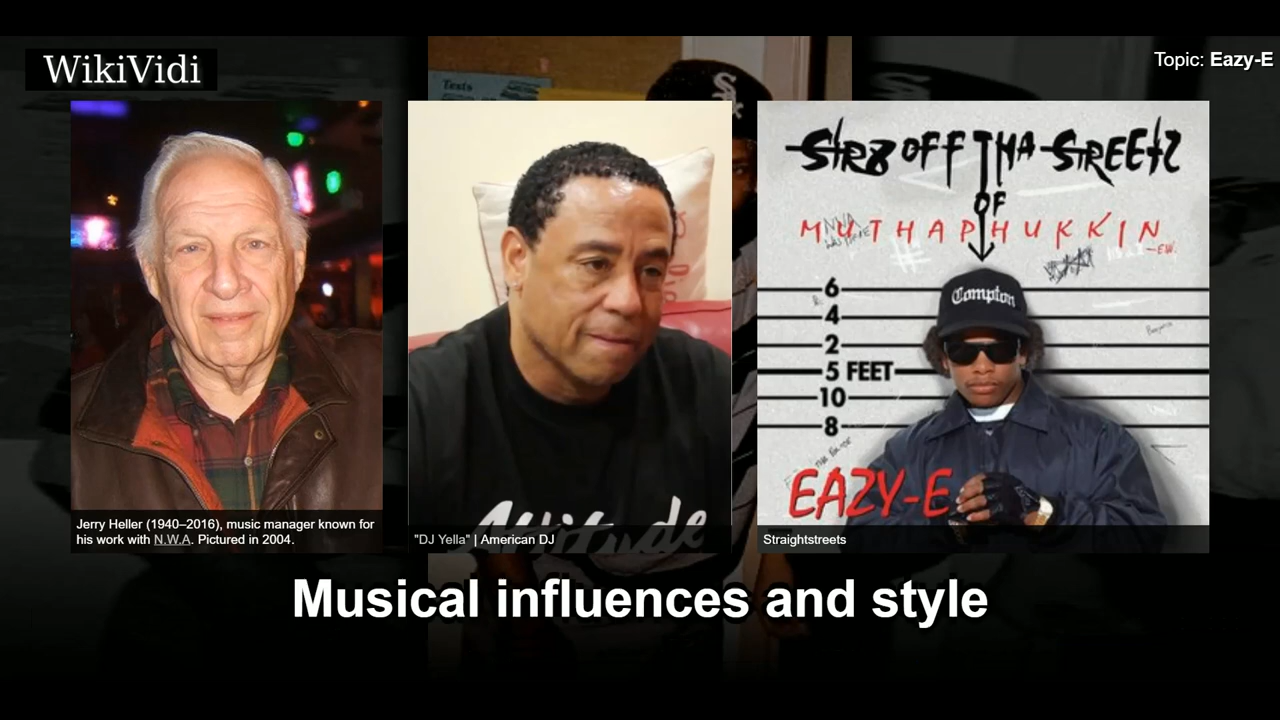 WikiVidi
Topic: Eazy-E
Tests
STR8 OFF THA STREETZ
OF
MUTHAPHUKKIN
6
4
2
5 FEET
10
8
Compton
EAZY-E
Attitude
Jerry Heller (1940–2016), music manager known for
his work with N.W.A. Pictured in 2004.
"DJ Yella" | American DJ
Straightstreets
Musical influences and style